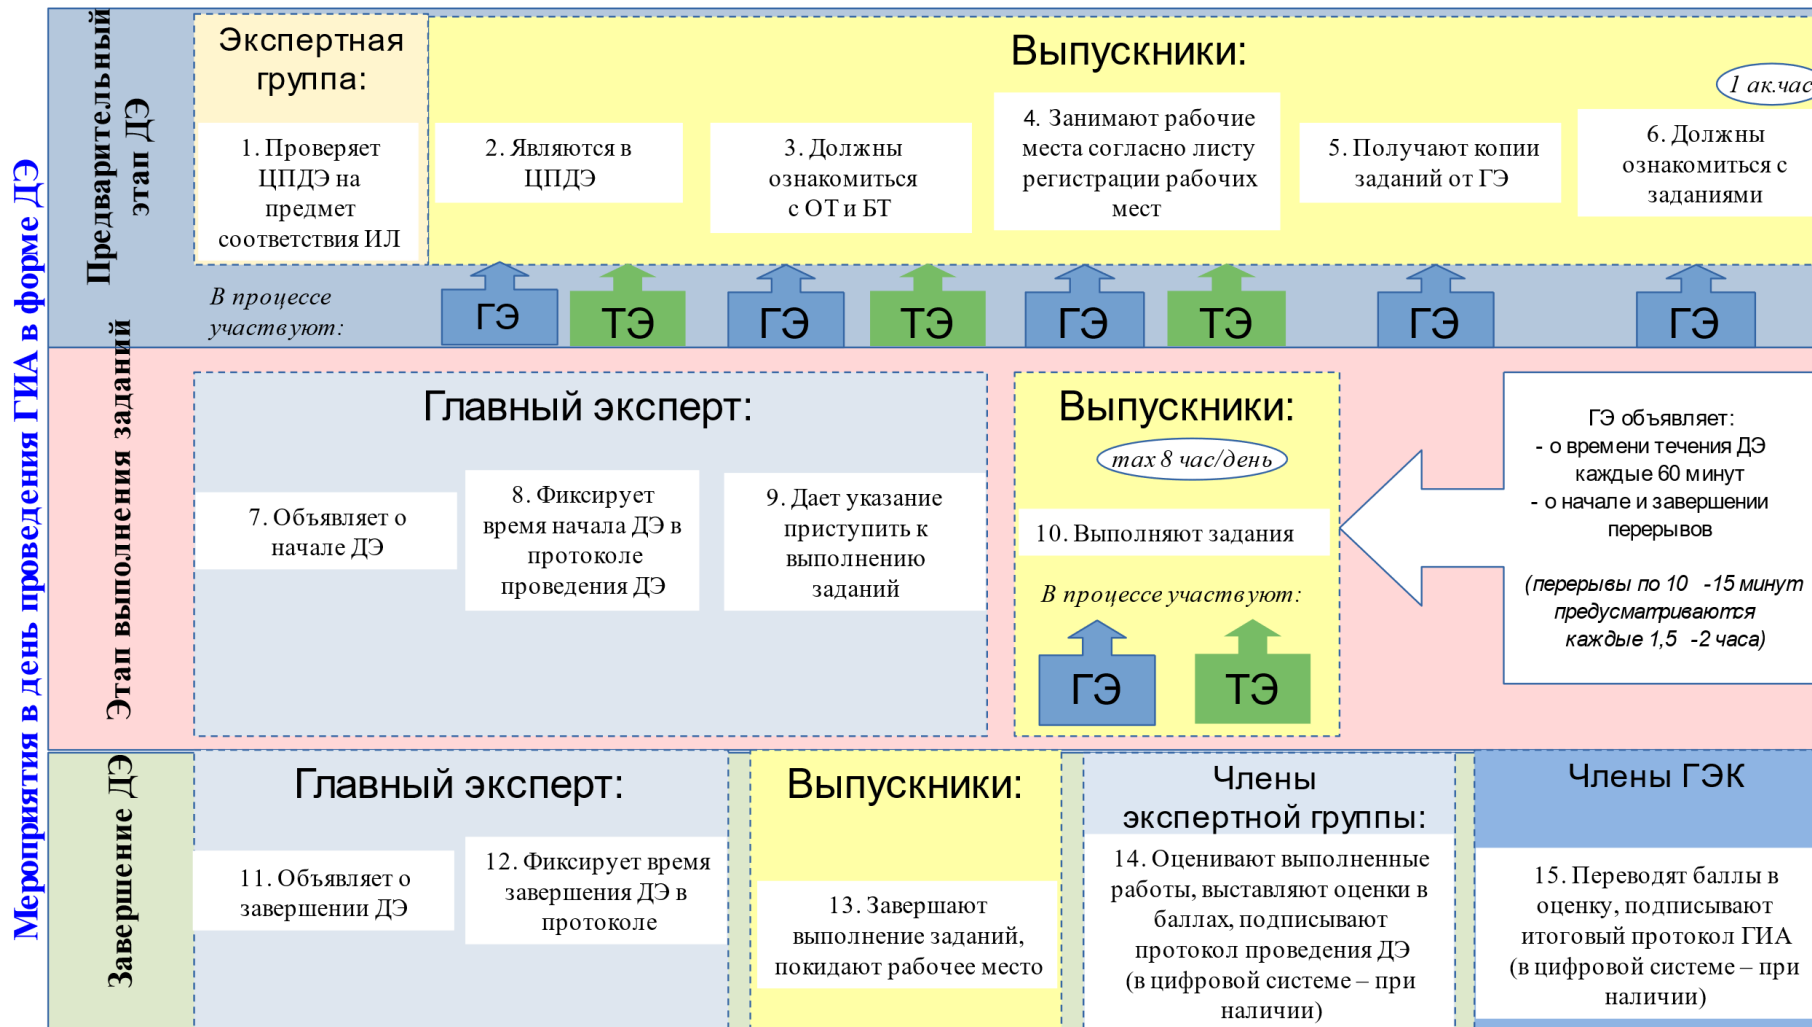 Мероприятия в день проведения ГИА в форме ДЭ
Предварительный
этап ДЭ
Экспертная
группа:
1. Проверяет
ЦПДЭ на
предмет
соответствия ИЛ
Выпускники:
1 ак.час
2. Являются в
ЦПДЭ
3. Должны
ознакомиться
с ОТ и БТ
4. Занимают рабочие
места согласно листу
регистрации рабочих
мест
5. Получают копии
заданий от ГЭ
6. Должны
ознакомиться с
заданиями
В процессе
участвуют:
ГЭ
ТЭ
ГЭ
ТЭ
ГЭ
ТЭ
ГЭ
ГЭ
Этап выполнения заданий
Главный эксперт:
7. Объявляет о
начале ДЭ
8. Фиксирует
время начала ДЭ в
протоколе
проведения ДЭ
9. Дает указание
приступить к
выполнению
заданий
Выпускники:
max 8 час/день
10. Выполняют задания
В процессе участвуют:
ГЭ
ТЭ
ГЭ объявляет:
- о времени течения ДЭ
каждые 60 минут
- о начале и завершении
перерывов
(перерывы по 10 -15 минут
предусматриваются
каждые 1,5 -2 часа)
Завершение ДЭ
Главный эксперт:
11. Объявляет о
завершении ДЭ
12. Фиксирует время
завершения ДЭ в
протоколе
Выпускники:
13. Завершают
выполнение заданий,
покидают рабочее место
Члены
экспертной группы:
14. Оценивают выполненные
работы, выставляют оценки в
баллах, подписывают
протокол проведения ДЭ
(в цифровой системе – при
наличии)
Члены ГЭК
15. Переводят баллы в
оценку, подписывают
итоговый протокол ГИА
(в цифровой системе – при
наличии)